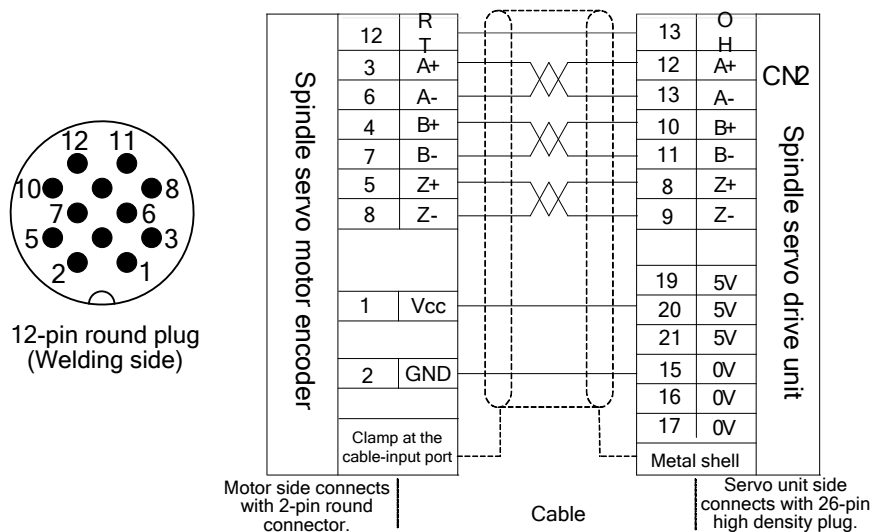 12 11
10 8
7 6
5 3
2 1
12-pin round plug
(Welding side)
Spindle servo motor encoder
12 R T
3 A+
6 A-
4 B+
7 B-
5 Z+
8 Z-
1 Vcc
2 GND
Clamp at the
cable-input port
13 O H
12 A+
13 A-
10 B+
11 B-
8 Z+
9 Z-
19 5V
20 5V
21 5V
15 0V
16 0V
17 0V
Metal shell
CN2
Spindle servo drive unit
Motor side connects
with 2-pin round
connector.
Cable
Servo unit side
connects with 26-pin
high density plug.